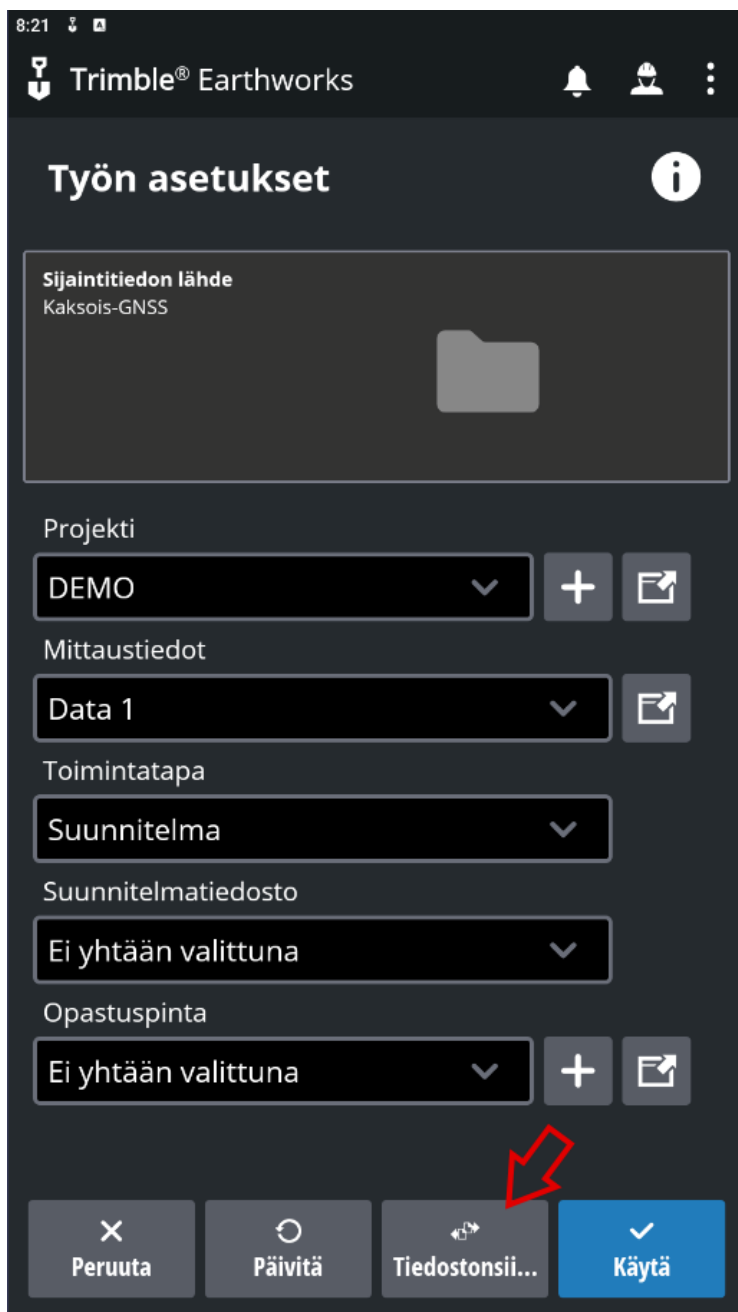 8:21
Trimble® Earthworks
Työn asetukset
Sijaintitiedon lähde
Kaksois-GNSS
Projekti
DEMO
Mittaustiedot
Data 1
Toimintatapa
Suunnitelma
Suunnitelmatiedosto
Ei yhtään valittuna
Opastuspinta
Ei yhtään valittuna
Peruuta
Päivitä
Tiedostonsii...
Käytä